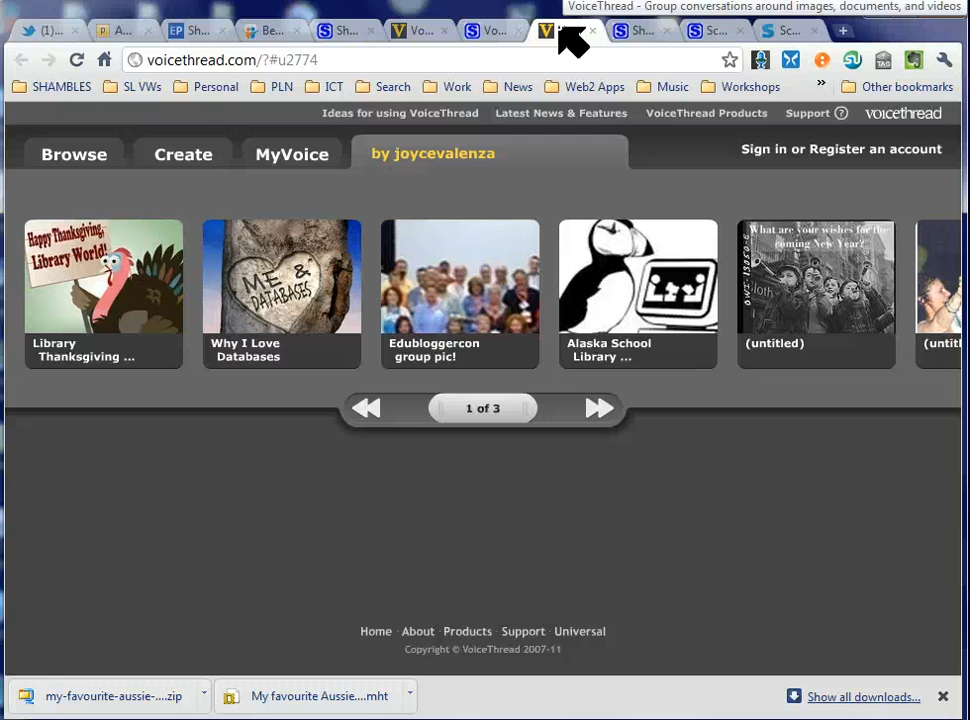 VoiceThread - Group conversations around images, documents, and videos
(1)...
A...
Sh...
Be...
Sh...
Vo...
Vo...
Sh...
Sc...
Sc...
voicethread.com/?#u2774
SHAMBLES
SL VWs
Personal
PLN
ICT
Search
Work
News
Web2 Apps
Music
Workshops
»
Other bookmarks
Ideas for using VoiceThread
Latest News & Features
VoiceThread Products
Support ?
voicethread
Browse
Create
MyVoice
by joycevalenza
Sign in or Register an account
Happy Thanksgiving,
Library World!
ME &
DATABASES
What are your wishes for the
coming New Year?
Library
Thanksgiving ...
Why I Love
Databases
Edubloggercon
group pic!
Alaska School
Library ...
(untitled)
(untitl
1 of 3
Home · About · Products · Support · Universal
Copyright © VoiceThread 2007-11
my-favourite-aussie-....zip
My favourite Aussie....mht
Show all downloads...